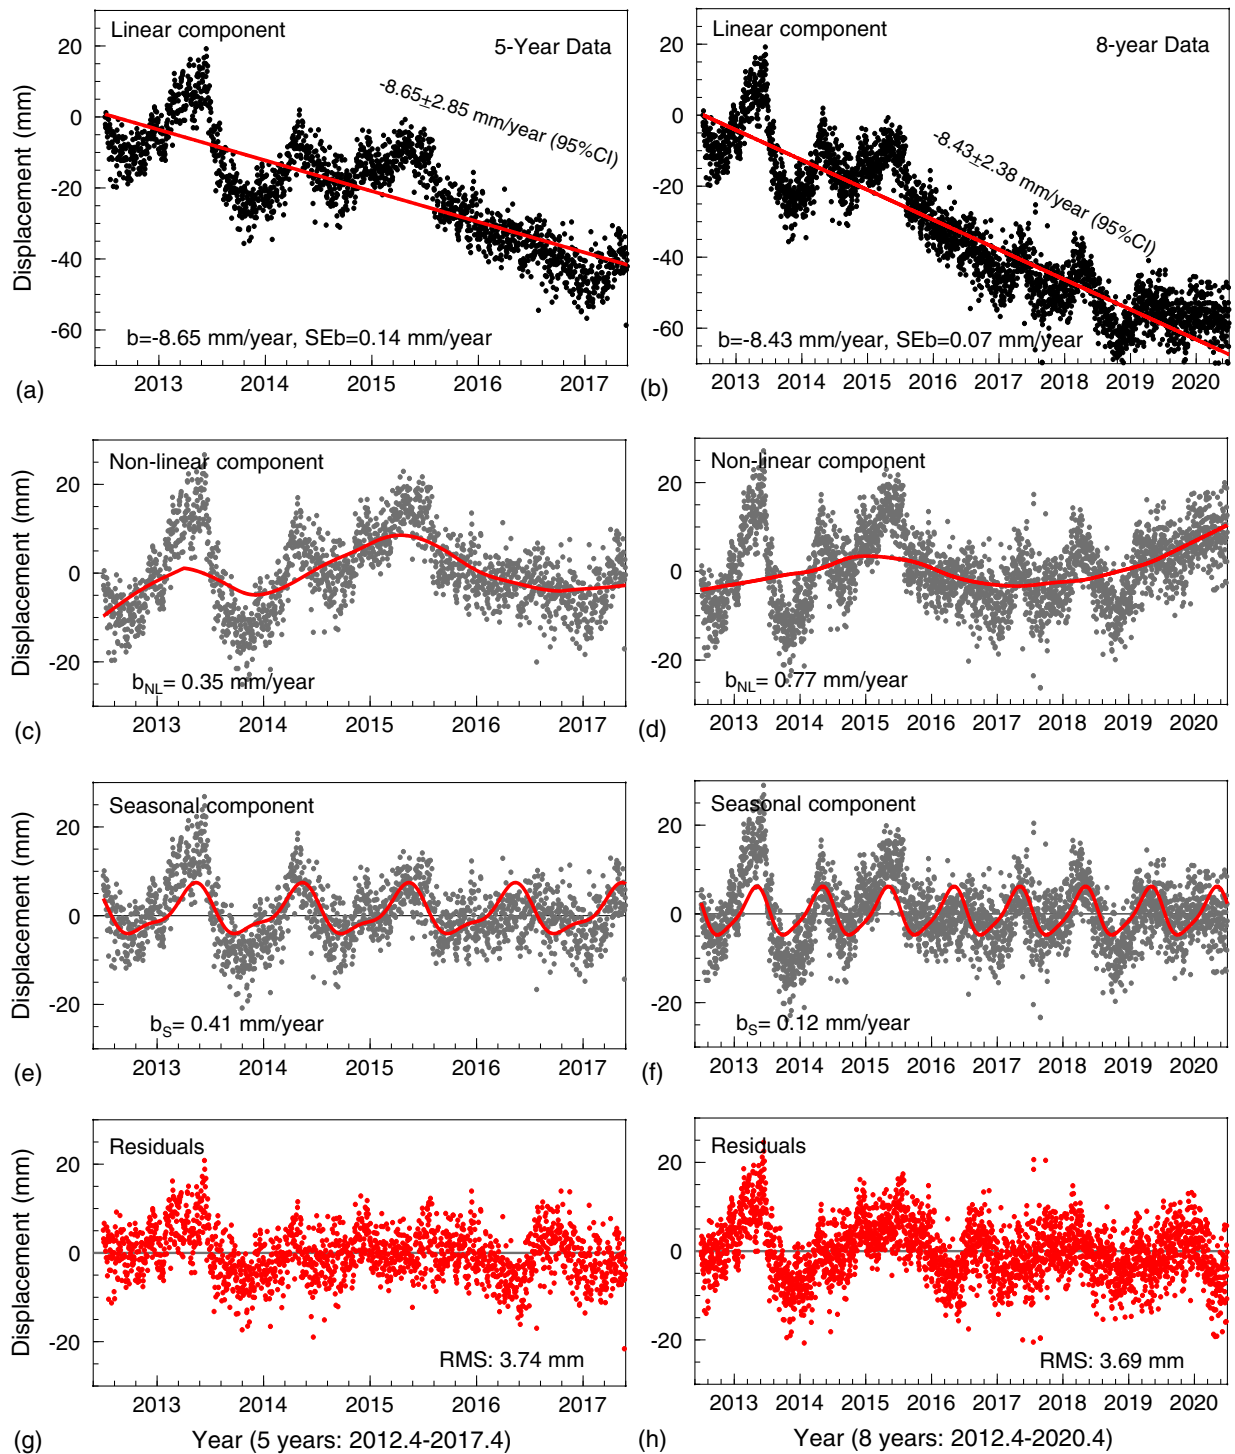 Linear component
5-Year Data
-8.65±2.85 mm/year (95%CI)
b=-8.65 mm/year, SEb=0.14 mm/year
Displacement (mm)
20
0
-20
-40
-60
2013 2014 2015 2016 2017
(a)
Linear component
8-year Data
-8.43±2.38 mm/year (95%CI)
b=-8.43 mm/year, SEb=0.07 mm/year
20
0
-20
-40
-60
2013 2014 2015 2016 2017 2018 2019 2020
(b)
Non-linear component
bNL= 0.35 mm/year
Displacement (mm)
20
0
-20
2013 2014 2015 2016 2017
(c)
Non-linear component
bNL= 0.77 mm/year
20
0
-20
2013 2014 2015 2016 2017 2018 2019 2020
(d)
Seasonal component
bS= 0.41 mm/year
Displacement (mm)
20
0
-20
2013 2014 2015 2016 2017
(e)
Seasonal component
bS= 0.12 mm/year
20
0
-20
2013 2014 2015 2016 2017 2018 2019 2020
(f)
Residuals
RMS: 3.74 mm
Displacement (mm)
20
0
-20
2013 2014 2015 2016 2017
(g)
Year (5 years: 2012.4-2017.4)
Residuals
RMS: 3.69 mm
20
0
-20
2013 2014 2015 2016 2017 2018 2019 2020
(h)
Year (8 years: 2012.4-2020.4)